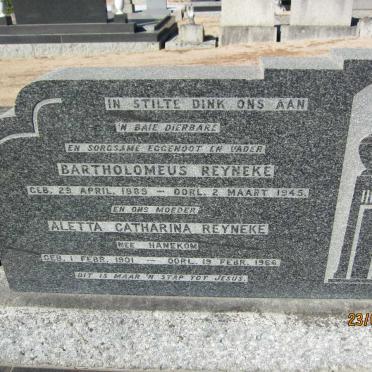 IN STILTE DINK ONS AAN
'N BAIE DIERBARE
EN SORGSAME EGGENOOT EN VADER
BARTHOLOMEUS REYNEKE
GEB. 29 APRIL, 1889 — OORL. 2 MAART 1945.
EN ONS MOEDER
ALETTA CATHARINA REYNEKE
NEE HANEKOM
GEB. 1 FEBR. 1901 — OORL. 19 FEBR. 1966
DIT IS MAAR 'N STAP TOT JESUS.